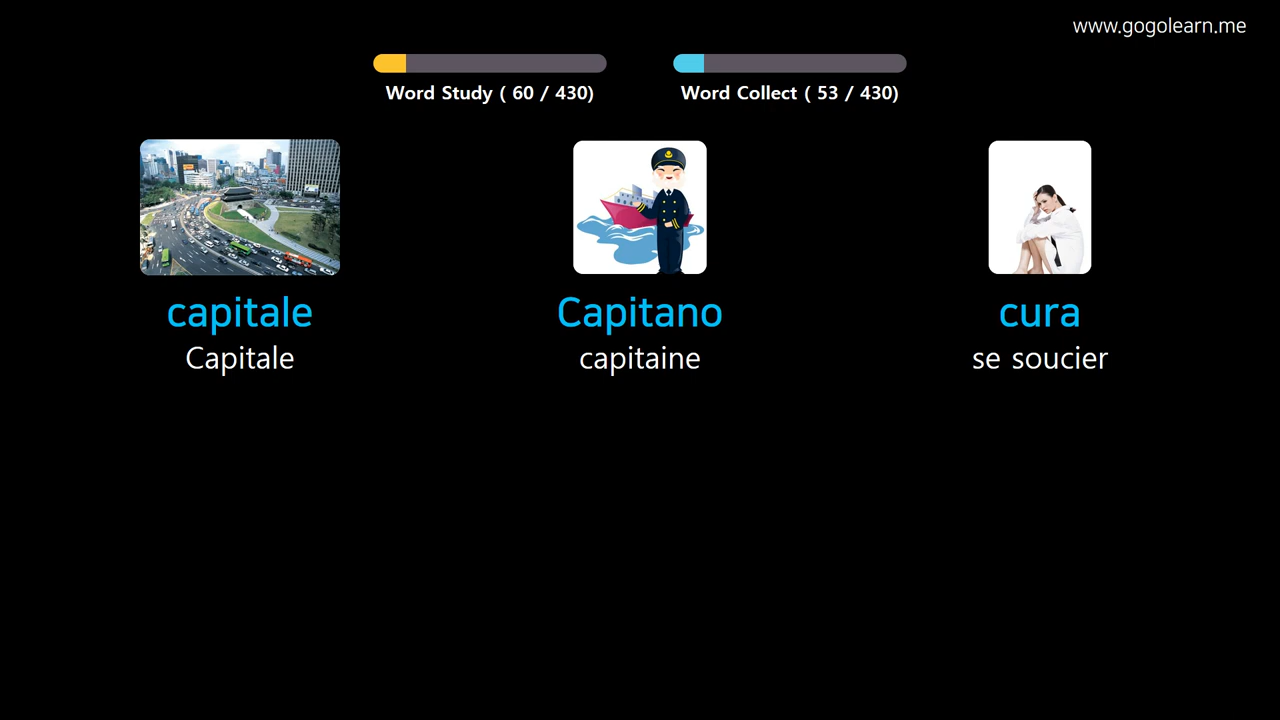 www.gogolearn.me
Word Study ( 60 / 430)
Word Collect ( 53 / 430)
capitale
Capitano
cura
Capitale
capitaine
se soucier